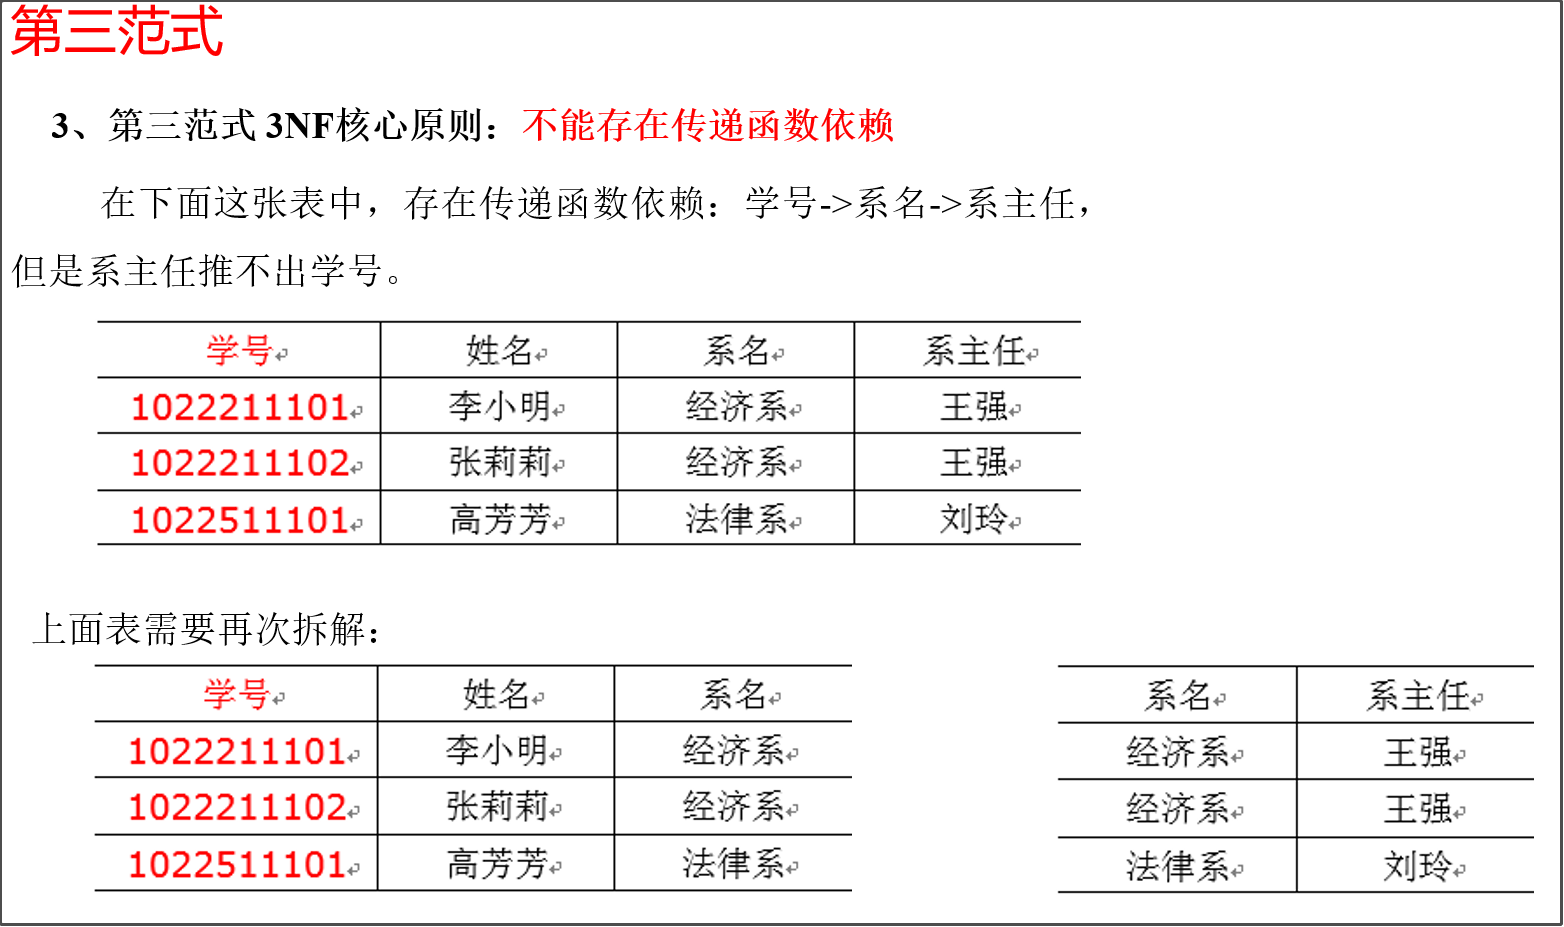 第三范式
3、第三范式 3NF核心原则：不能存在传递函数依赖
在下面这张表中，存在传递函数依赖：学号->系名->系主任，
但是系主任推不出学号。
学号 姓名 系名 系主任
1022211101 李小明 经济系 王强
1022211102 张莉莉 经济系 王强
1022511101 高芳芳 法律系 刘玲
上面表需要再次拆解：
学号 姓名 系名
1022211101 李小明 经济系
1022211102 张莉莉 经济系
1022511101 高芳芳 法律系
系名 系主任
经济系 王强
经济系 王强
法律系 刘玲